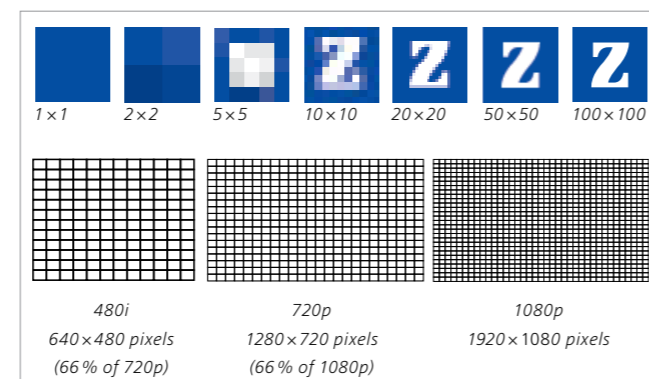 Z Z Z Z Z
1×1 2×2 5×5 10×10 20×20 50×50 100×100
480i 720p 1080p
640×480 pixels 1280×720 pixels 1920×1080 pixels
(66% of 720p) (66% of 1080p)